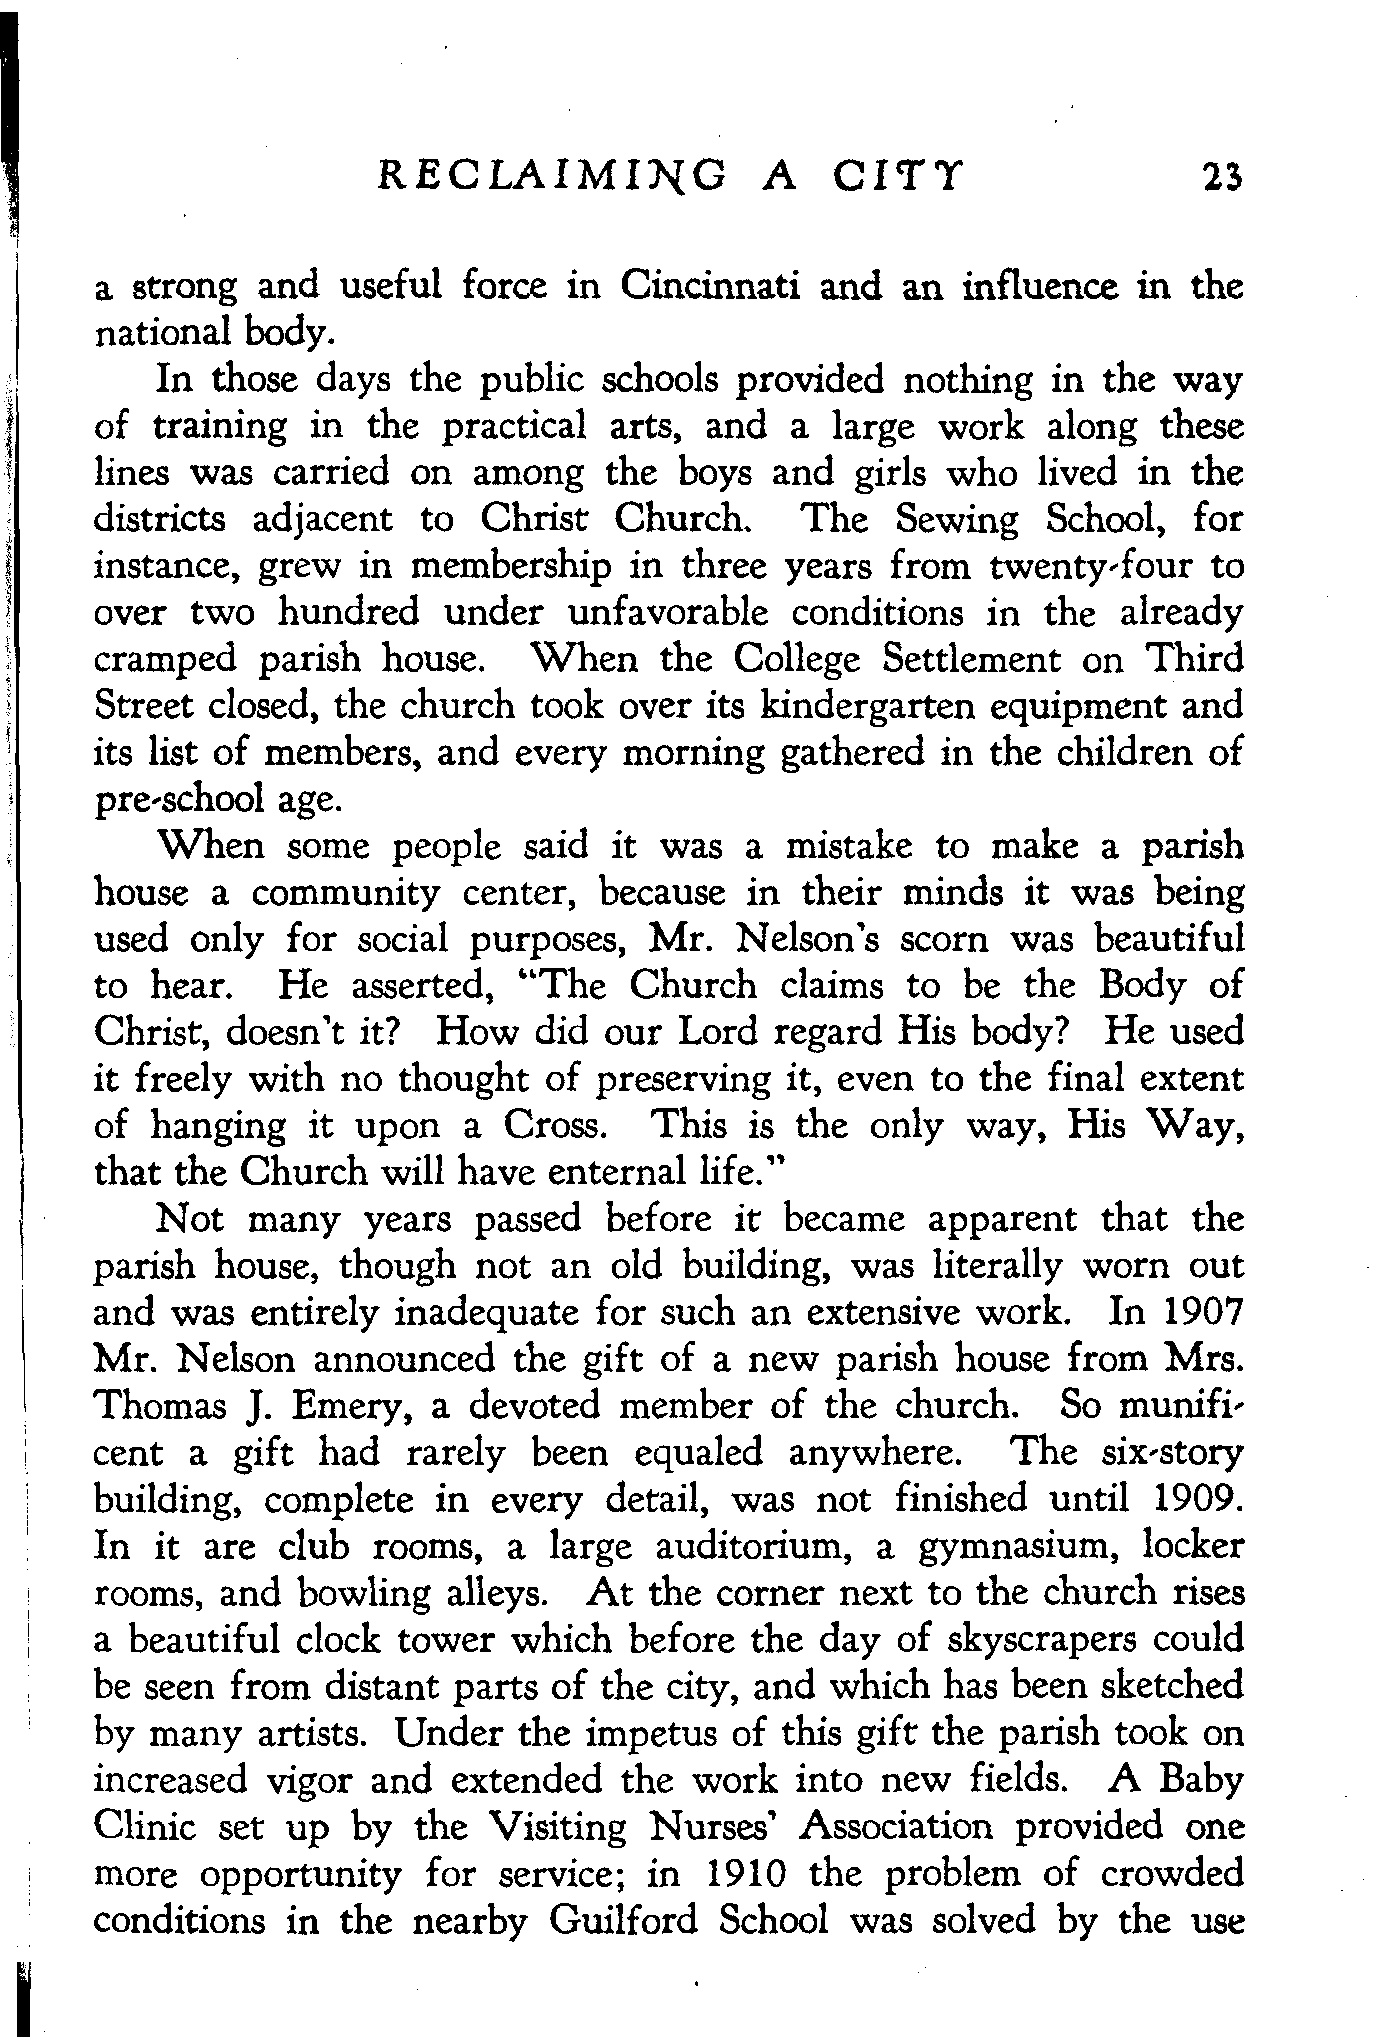 RECLAIMING A CITY 23
a strong and useful force in Cincinnati and an influence in the
national body.
In those days the public schools provided nothing in the way
of training in the practical arts, and a large work along these
lines was carried on among the boys and girls who lived in the
districts adjacent to Christ Church. The Sewing School, for
instance, grew in membership in three years from twenty-four to
over two hundred under unfavorable conditions in the already
cramped parish house. When the College Settlement on Third
Street closed, the church took over its kindergarten equipment and
its list of members, and every morning gathered in the children of
pre-school age.
When some people said it was a mistake to make a parish
house a community center, because in their minds it was being
used only for social purposes, Mr. Nelson's scorn was beautiful
to hear. He asserted, "The Church claims to be the Body of
Christ, doesn't it? How did our Lord regard His body? He used
it freely with no thought of preserving it, even to the final extent
of hanging it upon a Cross. This is the only way, His Way,
that the Church will have enternal life."
Not many years passed before it became apparent that the
parish house, though not an old building, was literally worn out
and was entirely inadequate for such an extensive work. In 1907
Mr. Nelson announced the gift of a new parish house from Mrs.
Thomas J. Emery, a devoted member of the church. So munifi-
cent a gift had rarely been equaled anywhere. The six-story
building, complete in every detail, was not finished until 1909.
In it are club rooms, a large auditorium, a gymnasium, locker
rooms, and bowling alleys. At the corner next to the church rises
a beautiful clock tower which before the day of skyscrapers could
be seen from distant parts of the city, and which has been sketched
by many artists. Under the impetus of this gift the parish took on
increased vigor and extended the work into new fields. A Baby
Clinic set up by the Visiting Nurses' Association provided one
more opportunity for service; in 1910 the problem of crowded
conditions in the nearby Guilford School was solved by the use